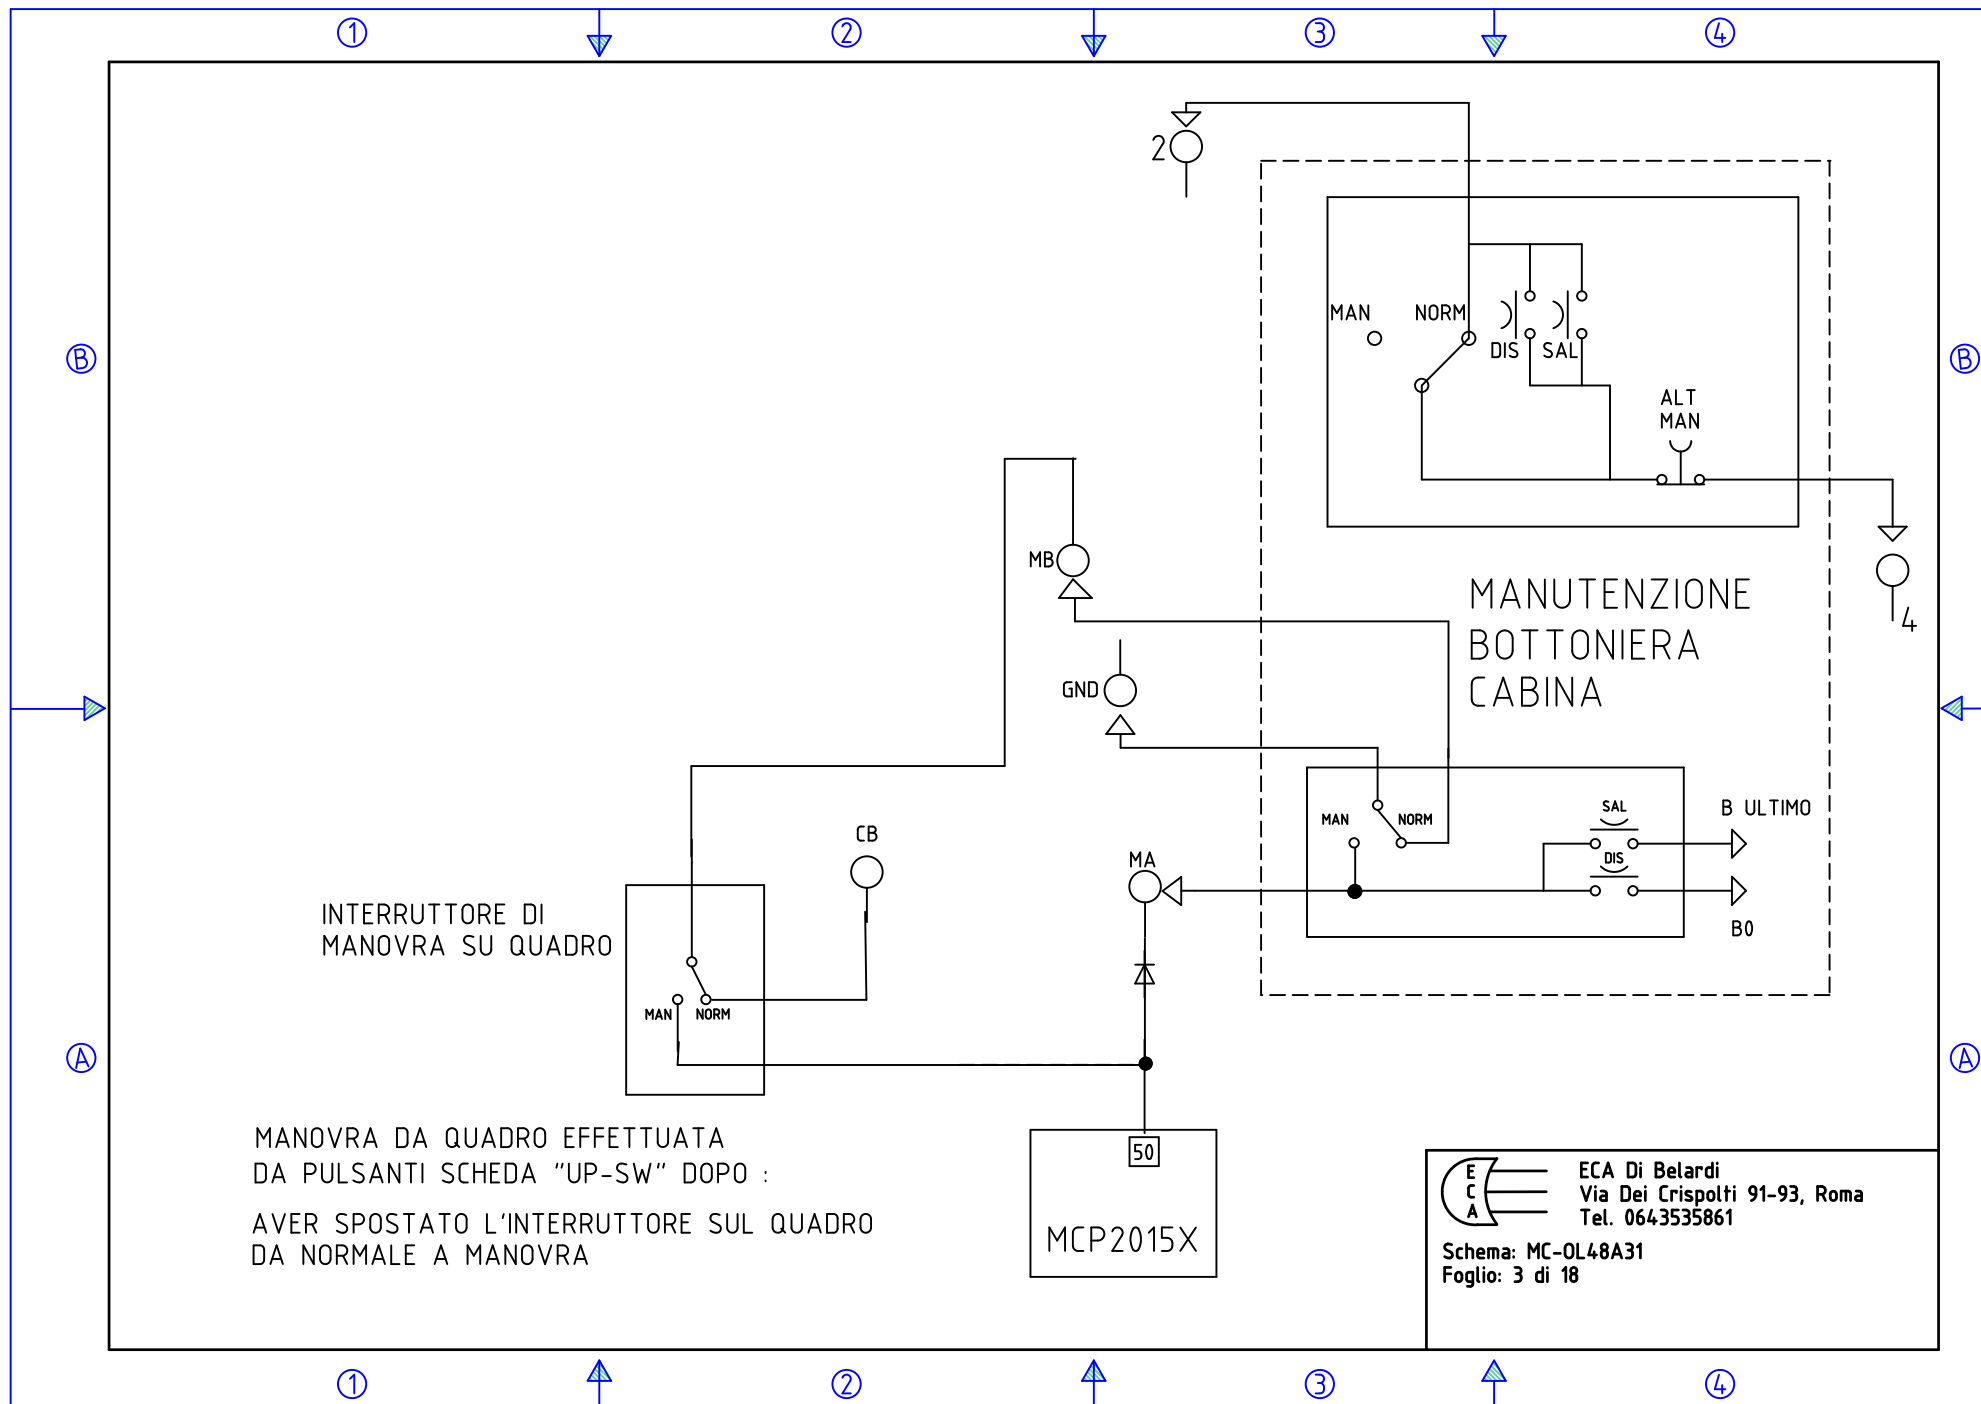 1 2 3 4
2
MAN NORM
DIS SAL
B B
ALT
MAN
MB
4
MANUTENZIONE
BOTTONIERA
CABINA
GND
SAL
B ULTIMO
MAN NORM
CB
MA
DIS
INTERRUTTORE DI
MANOVRA SU QUADRO
B0
MAN NORM
A A
MANOVRA DA QUADRO EFFETTUATA
DA PULSANTI SCHEDA "UP-SW" DOPO :
AVER SPOSTATO L'INTERRUTTORE SUL QUADRO
DA NORMALE A MANOVRA
50
MCP2015X
E
C
A
ECA Di Belardi
Via Dei Crispolti 91-93, Roma
Tel. 0643535861
Schema: MC-OL48A31
Foglio: 3 di 18
1 2 3 4